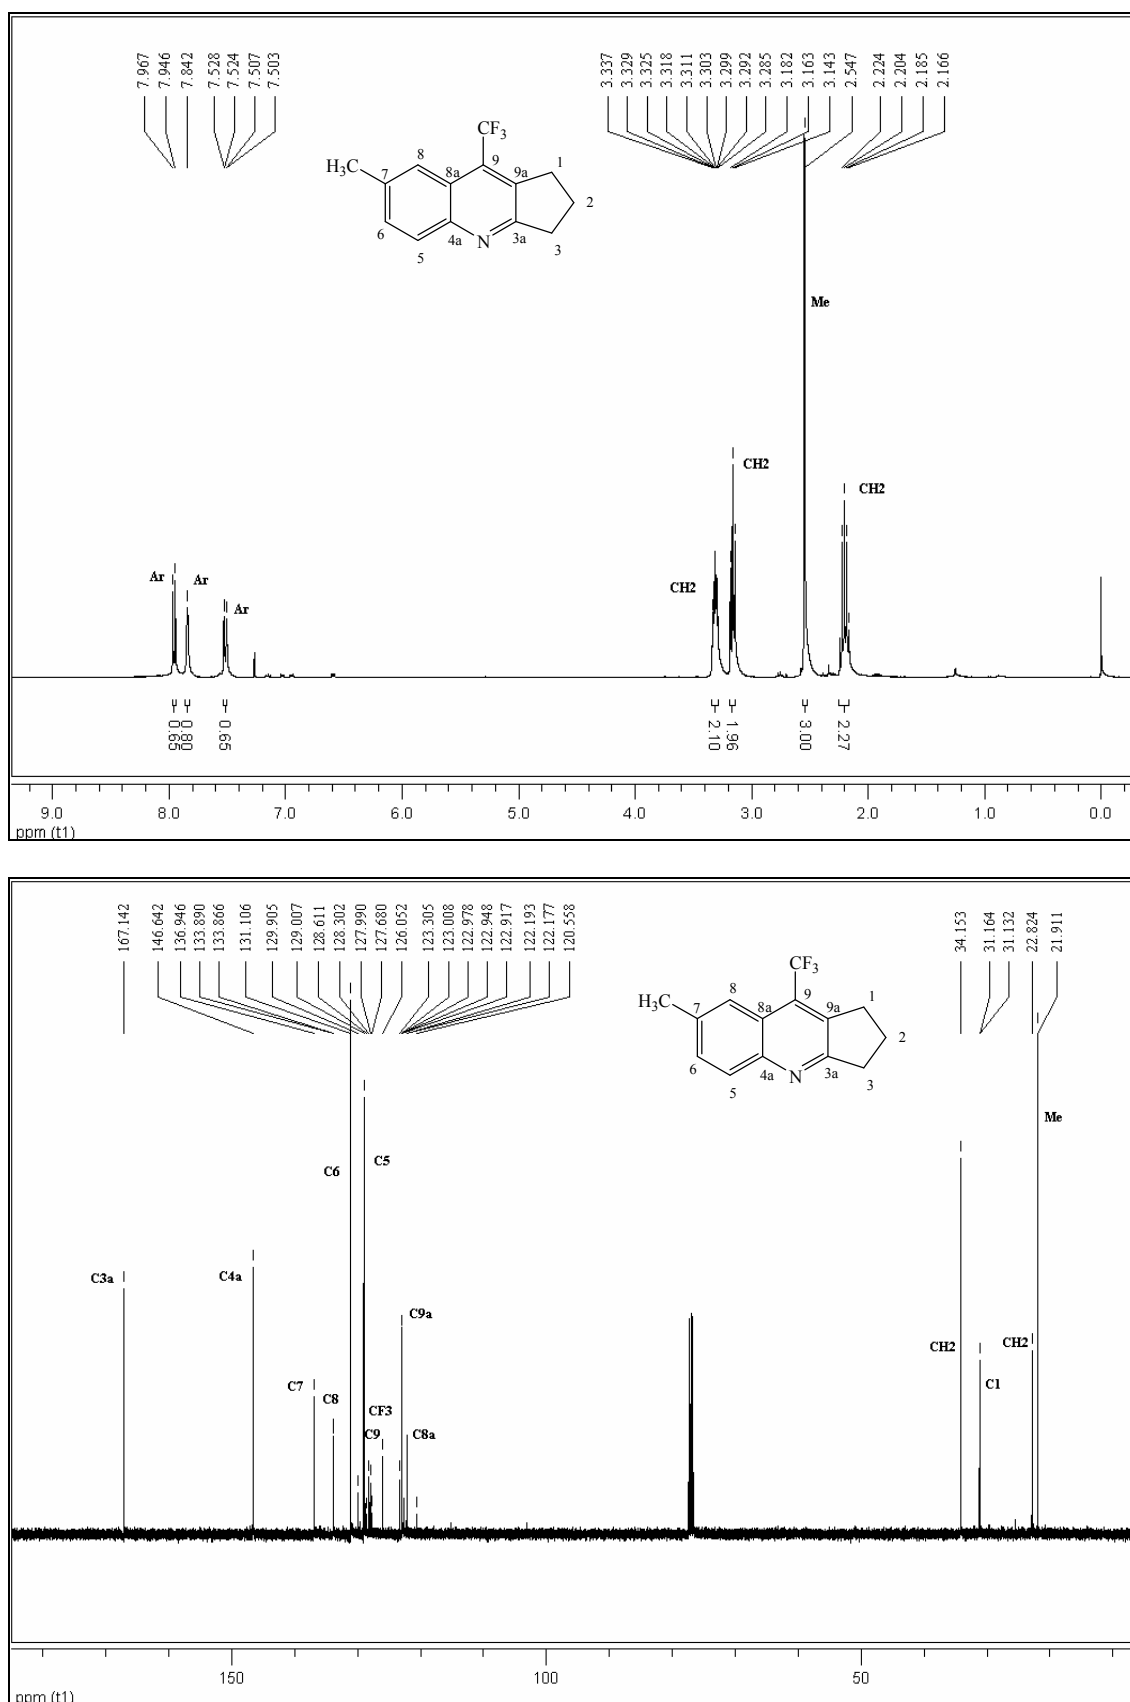 7.967
7.946
7.842
7.528
7.524
7.507
7.503
3.337
3.329
3.325
3.318
3.311
3.303
3.299
3.292
3.285
3.182
3.163
3.143
2.547
2.224
2.204
2.185
2.166
CF3
8
9
1
H3C
7
8a
9a
2
6
4a
N
3a
3
5
Me
CH2
CH2
Ar
Ar
CH2
Ar
0.65
0.80
0.65
2.10
1.96
3.00
2.27
9.0 8.0 7.0 6.0 5.0 4.0 3.0 2.0 1.0 0.0
ppm (t1)
167.142
146.642
136.946
133.890
133.866
131.106
129.905
129.007
128.611
128.302
127.990
127.680
126.052
123.305
123.008
122.978
122.948
122.917
122.193
122.177
120.558
34.153
31.164
31.132
22.824
21.911
CF3
8
9
1
H3C
7
8a
9a
2
6
4a
N
3a
3
5
Me
C5
C6
C3a
C4a
C9a
CH2
CH2
C7
C1
C8
CF3
C9
C8a
150 100 50
ppm (t1)